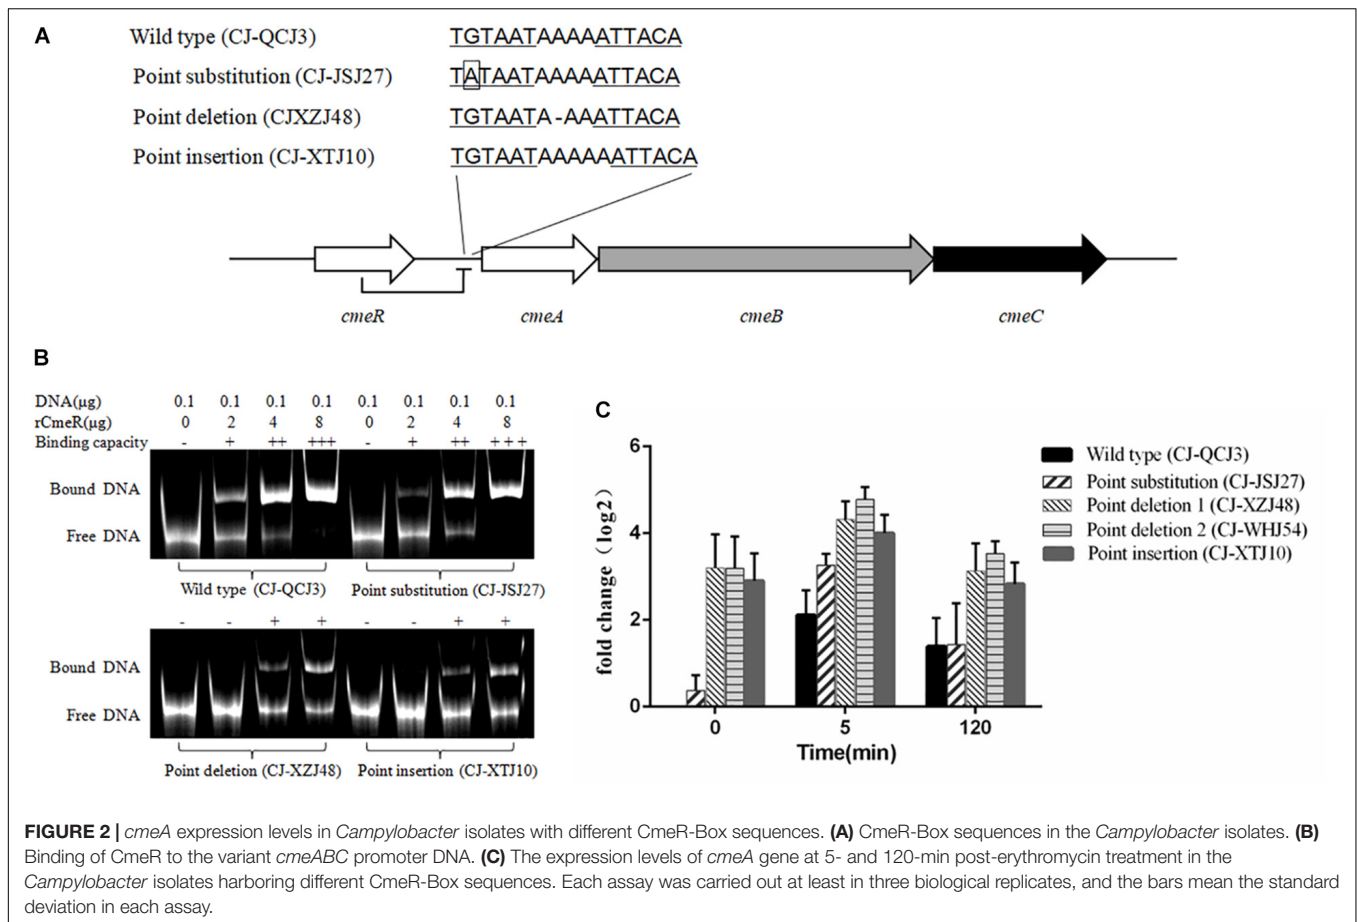 A
Wild type (CJ-QCJ3) TGTAATAAAAATTACA
Point substitution (CJ-JSJ27) TATAATAAAAATTACA
Point deletion (CJXZJ48) TGTAATA-AAATTACA
Point insertion (CJ-XTJ10) TGTAATAAAAAATTACA
cmeR cmeA cmeB cmeC
B
DNA(µg) 0.1 0.1 0.1 0.1 0.1 0.1 0.1 0.1
rCmeR(µg) 0 2 4 8 0 2 4 8
Binding capacity - + ++ +++ - + ++ +++
Bound DNA
Free DNA
Wild type (CJ-QCJ3) Point substitution (CJ-JSJ27)
- - + + - - + +
Bound DNA
Free DNA
Point deletion (CJ-XZJ48) Point insertion (CJ-XTJ10)
C
fold change (log2)
6
4
2
0
0 5 120
Time(min)
Wild type (CJ-QCJ3)
Point substitution (CJ-JSJ27)
Point deletion 1 (CJ-XZJ48)
Point deletion 2 (CJ-WHJ54)
Point insertion (CJ-XTJ10)
FIGURE 2 | cmeA expression levels in Campylobacter isolates with different CmeR-Box sequences. (A) CmeR-Box sequences in the Campylobacter isolates. (B)
Binding of CmeR to the variant cmeABC promoter DNA. (C) The expression levels of cmeA gene at 5- and 120-min post-erythromycin treatment in the
Campylobacter isolates harboring different CmeR-Box sequences. Each assay was carried out at least in three biological replicates, and the bars mean the standard
deviation in each assay.